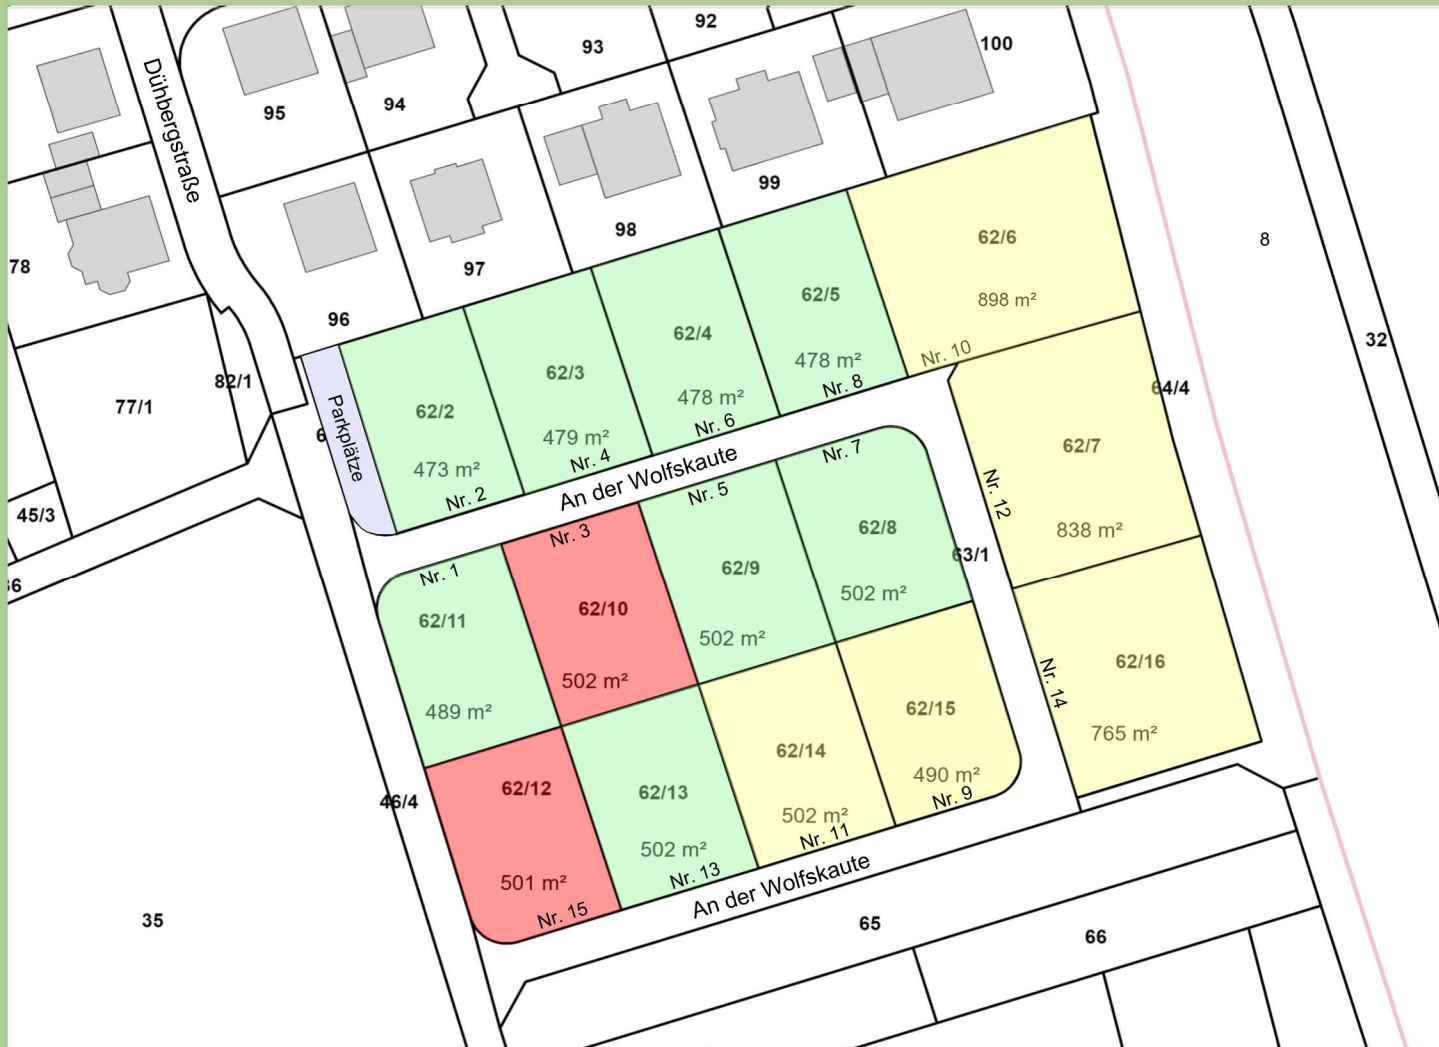 92
93
100
Dühbergstraße
95
94
99
98
97
96
78
8
32
62/6
898 m²
Nr. 10
62/5
478 m²
Nr. 8
62/4
478 m²
Nr. 6
62/3
479 m²
Nr. 4
62/2
473 m²
Nr. 2
Parkplätze
82/1
77/1
45/3
64/4
An der Wolfskaute
62/7
838 m²
Nr. 12
Nr. 7
62/8
502 m²
63/1
Nr. 5
62/9
502 m²
Nr. 3
62/10
502 m²
Nr. 1
62/11
489 m²
62/16
765 m²
Nr. 14
62/15
490 m²
Nr. 9
62/14
502 m²
Nr. 11
62/13
502 m²
Nr. 13
62/12
501 m²
Nr. 15
46/4
An der Wolfskaute
35
65
66